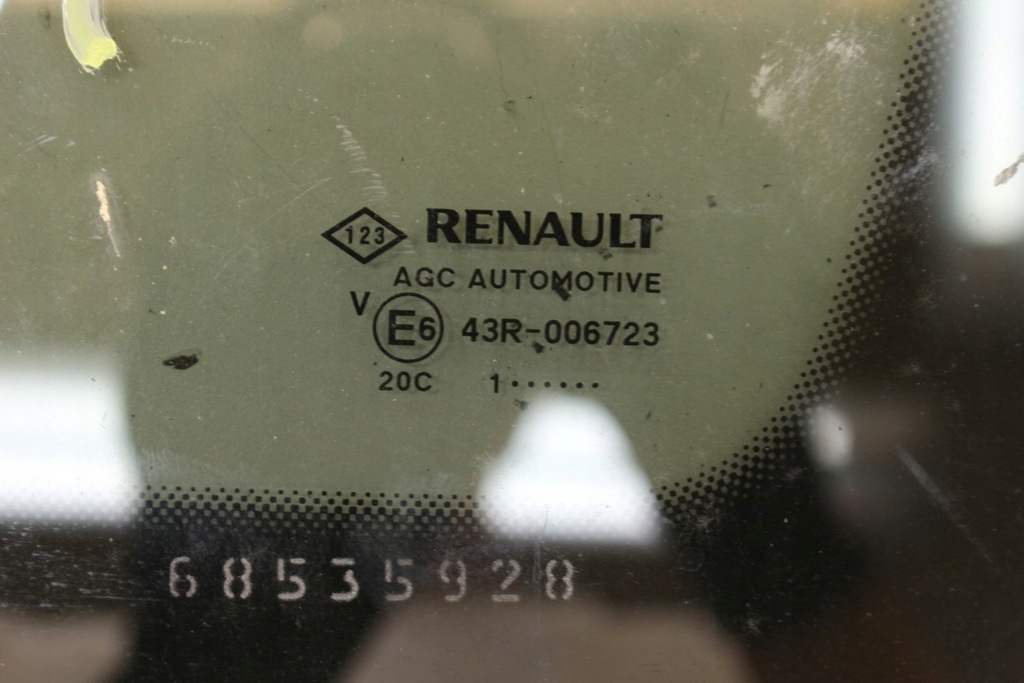 123 RENAULT
AGC AUTOMOTIVE
V E6 43R-006723
20C 1······
68535928